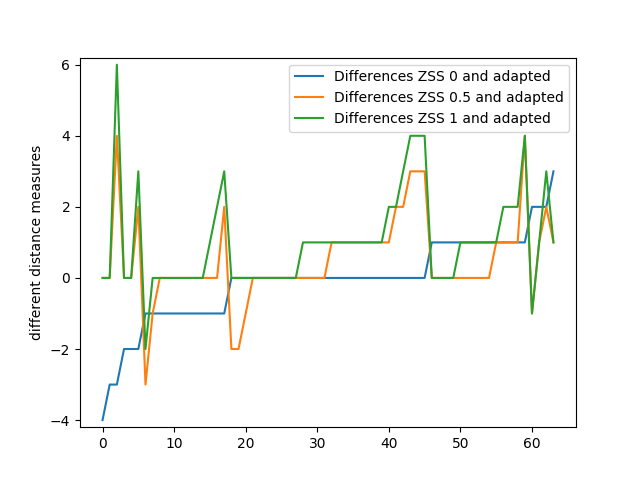 6
4
2
0
−2
−4
different distance measures
Differences ZSS 0 and adapted
Differences ZSS 0.5 and adapted
Differences ZSS 1 and adapted
0 10 20 30 40 50 60